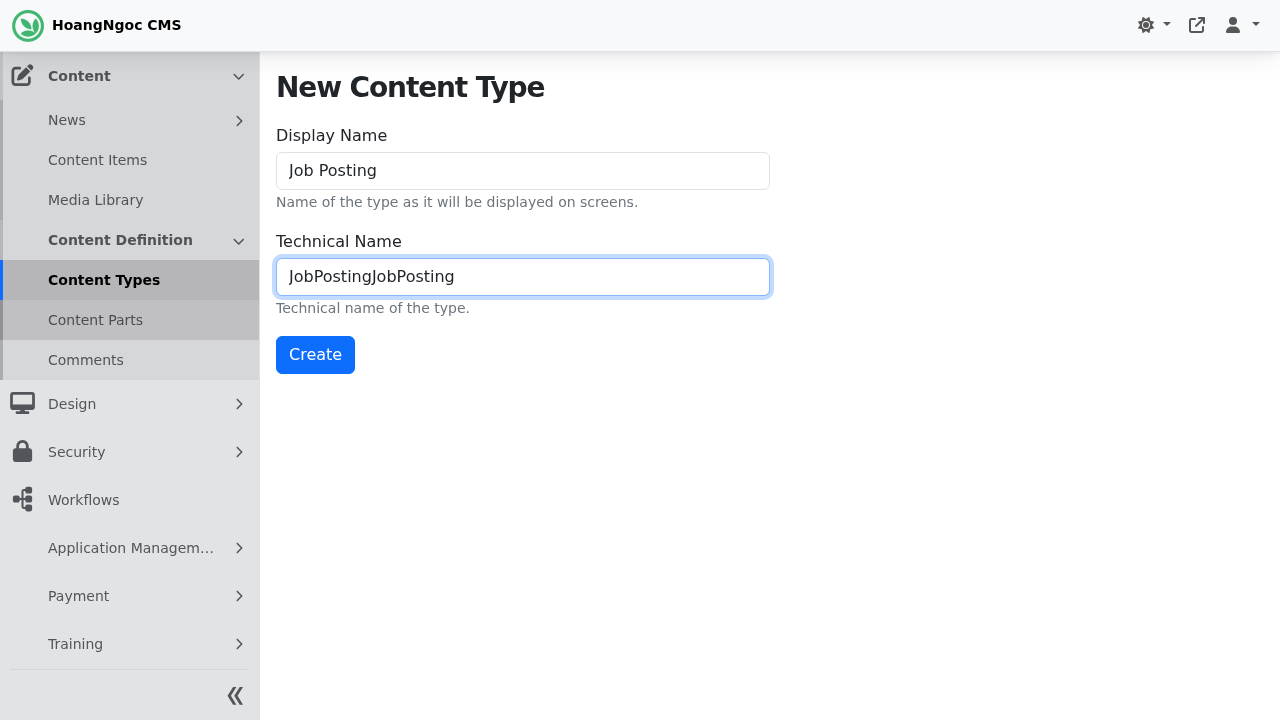 HoangNgoc CMS
Content
News
Content Items
Media Library
Content Definition
Content Types
Content Parts
Comments
Design
Security
Workflows
Application Managem...
Payment
Training
New Content Type
Display Name
Job Posting
Name of the type as it will be displayed on screens.
Technical Name
JobPostingJobPosting
Technical name of the type.
Create